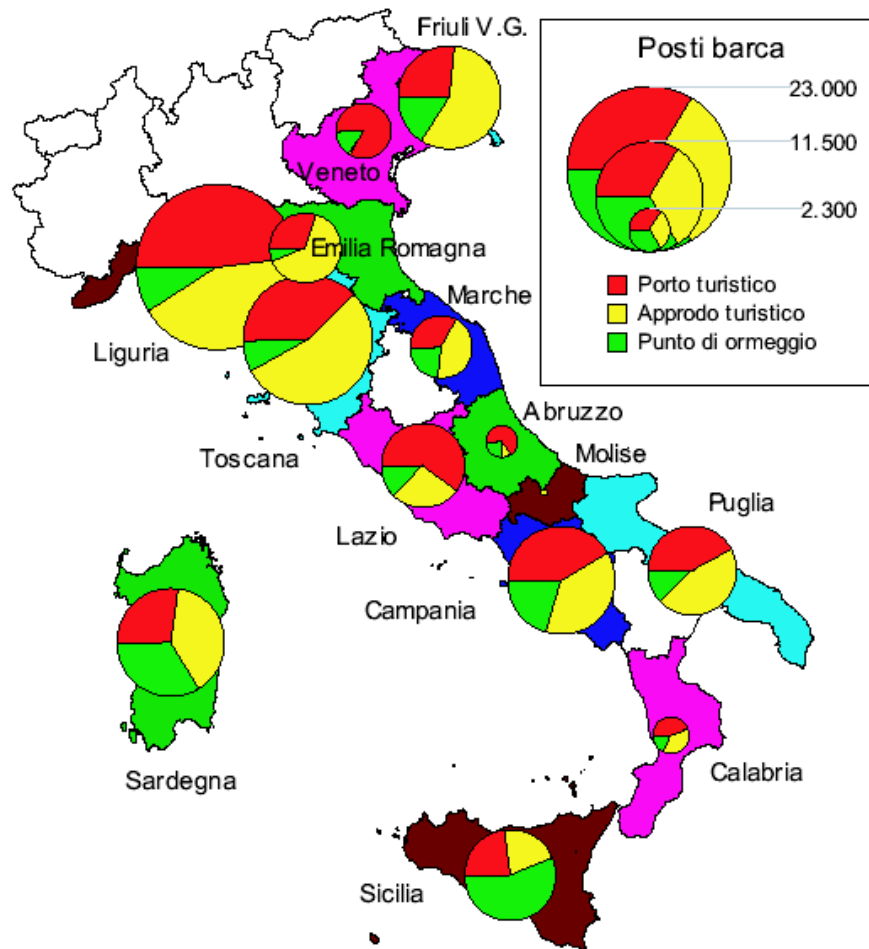 Friuli V.G.
Posti barca
23.000
11.500
2.300
Porto turistico
Approdo turistico
Punto di ormeggio
Veneto
Emilia Romagna
Marche
Liguria
Abruzzo
Toscana
Molise
Puglia
Lazio
Campania
Sardegna
Calabria
Sicilia